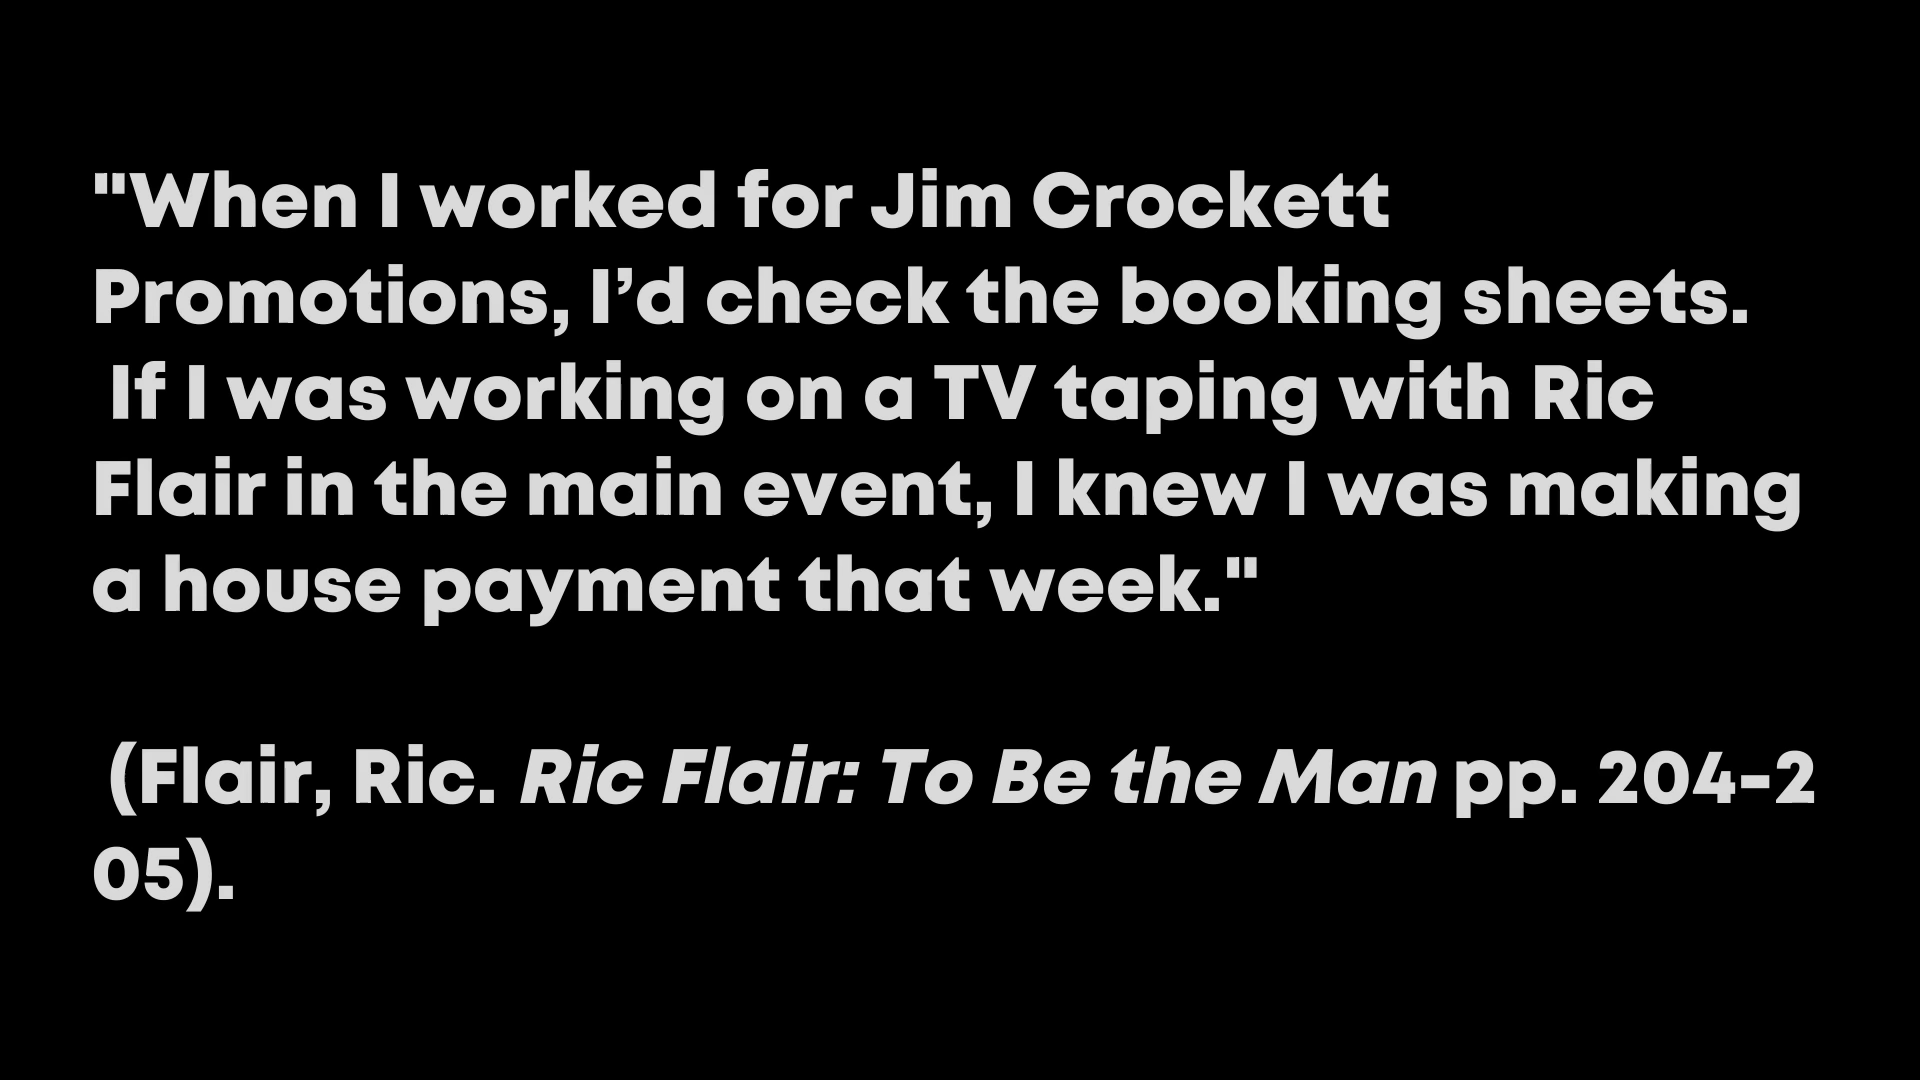 "When I worked for Jim Crockett
Promotions, I’d check the booking sheets.
If I was working on a TV taping with Ric
Flair in the main event, I knew I was making
a house payment that week."
(Flair, Ric. Ric Flair: To Be the Man pp. 204-2
05).